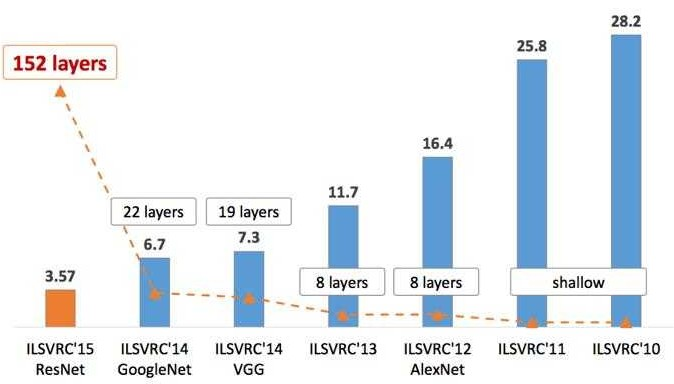 28.2
25.8
152 layers
16.4
11.7
22 layers
19 layers
6.7
7.3
3.57
8 layers
8 layers
shallow
ILSVRC'15
ResNet
ILSVRC'14
GoogleNet
ILSVRC'14
VGG
ILSVRC'13
ILSVRC'12
AlexNet
ILSVRC'11
ILSVRC'10